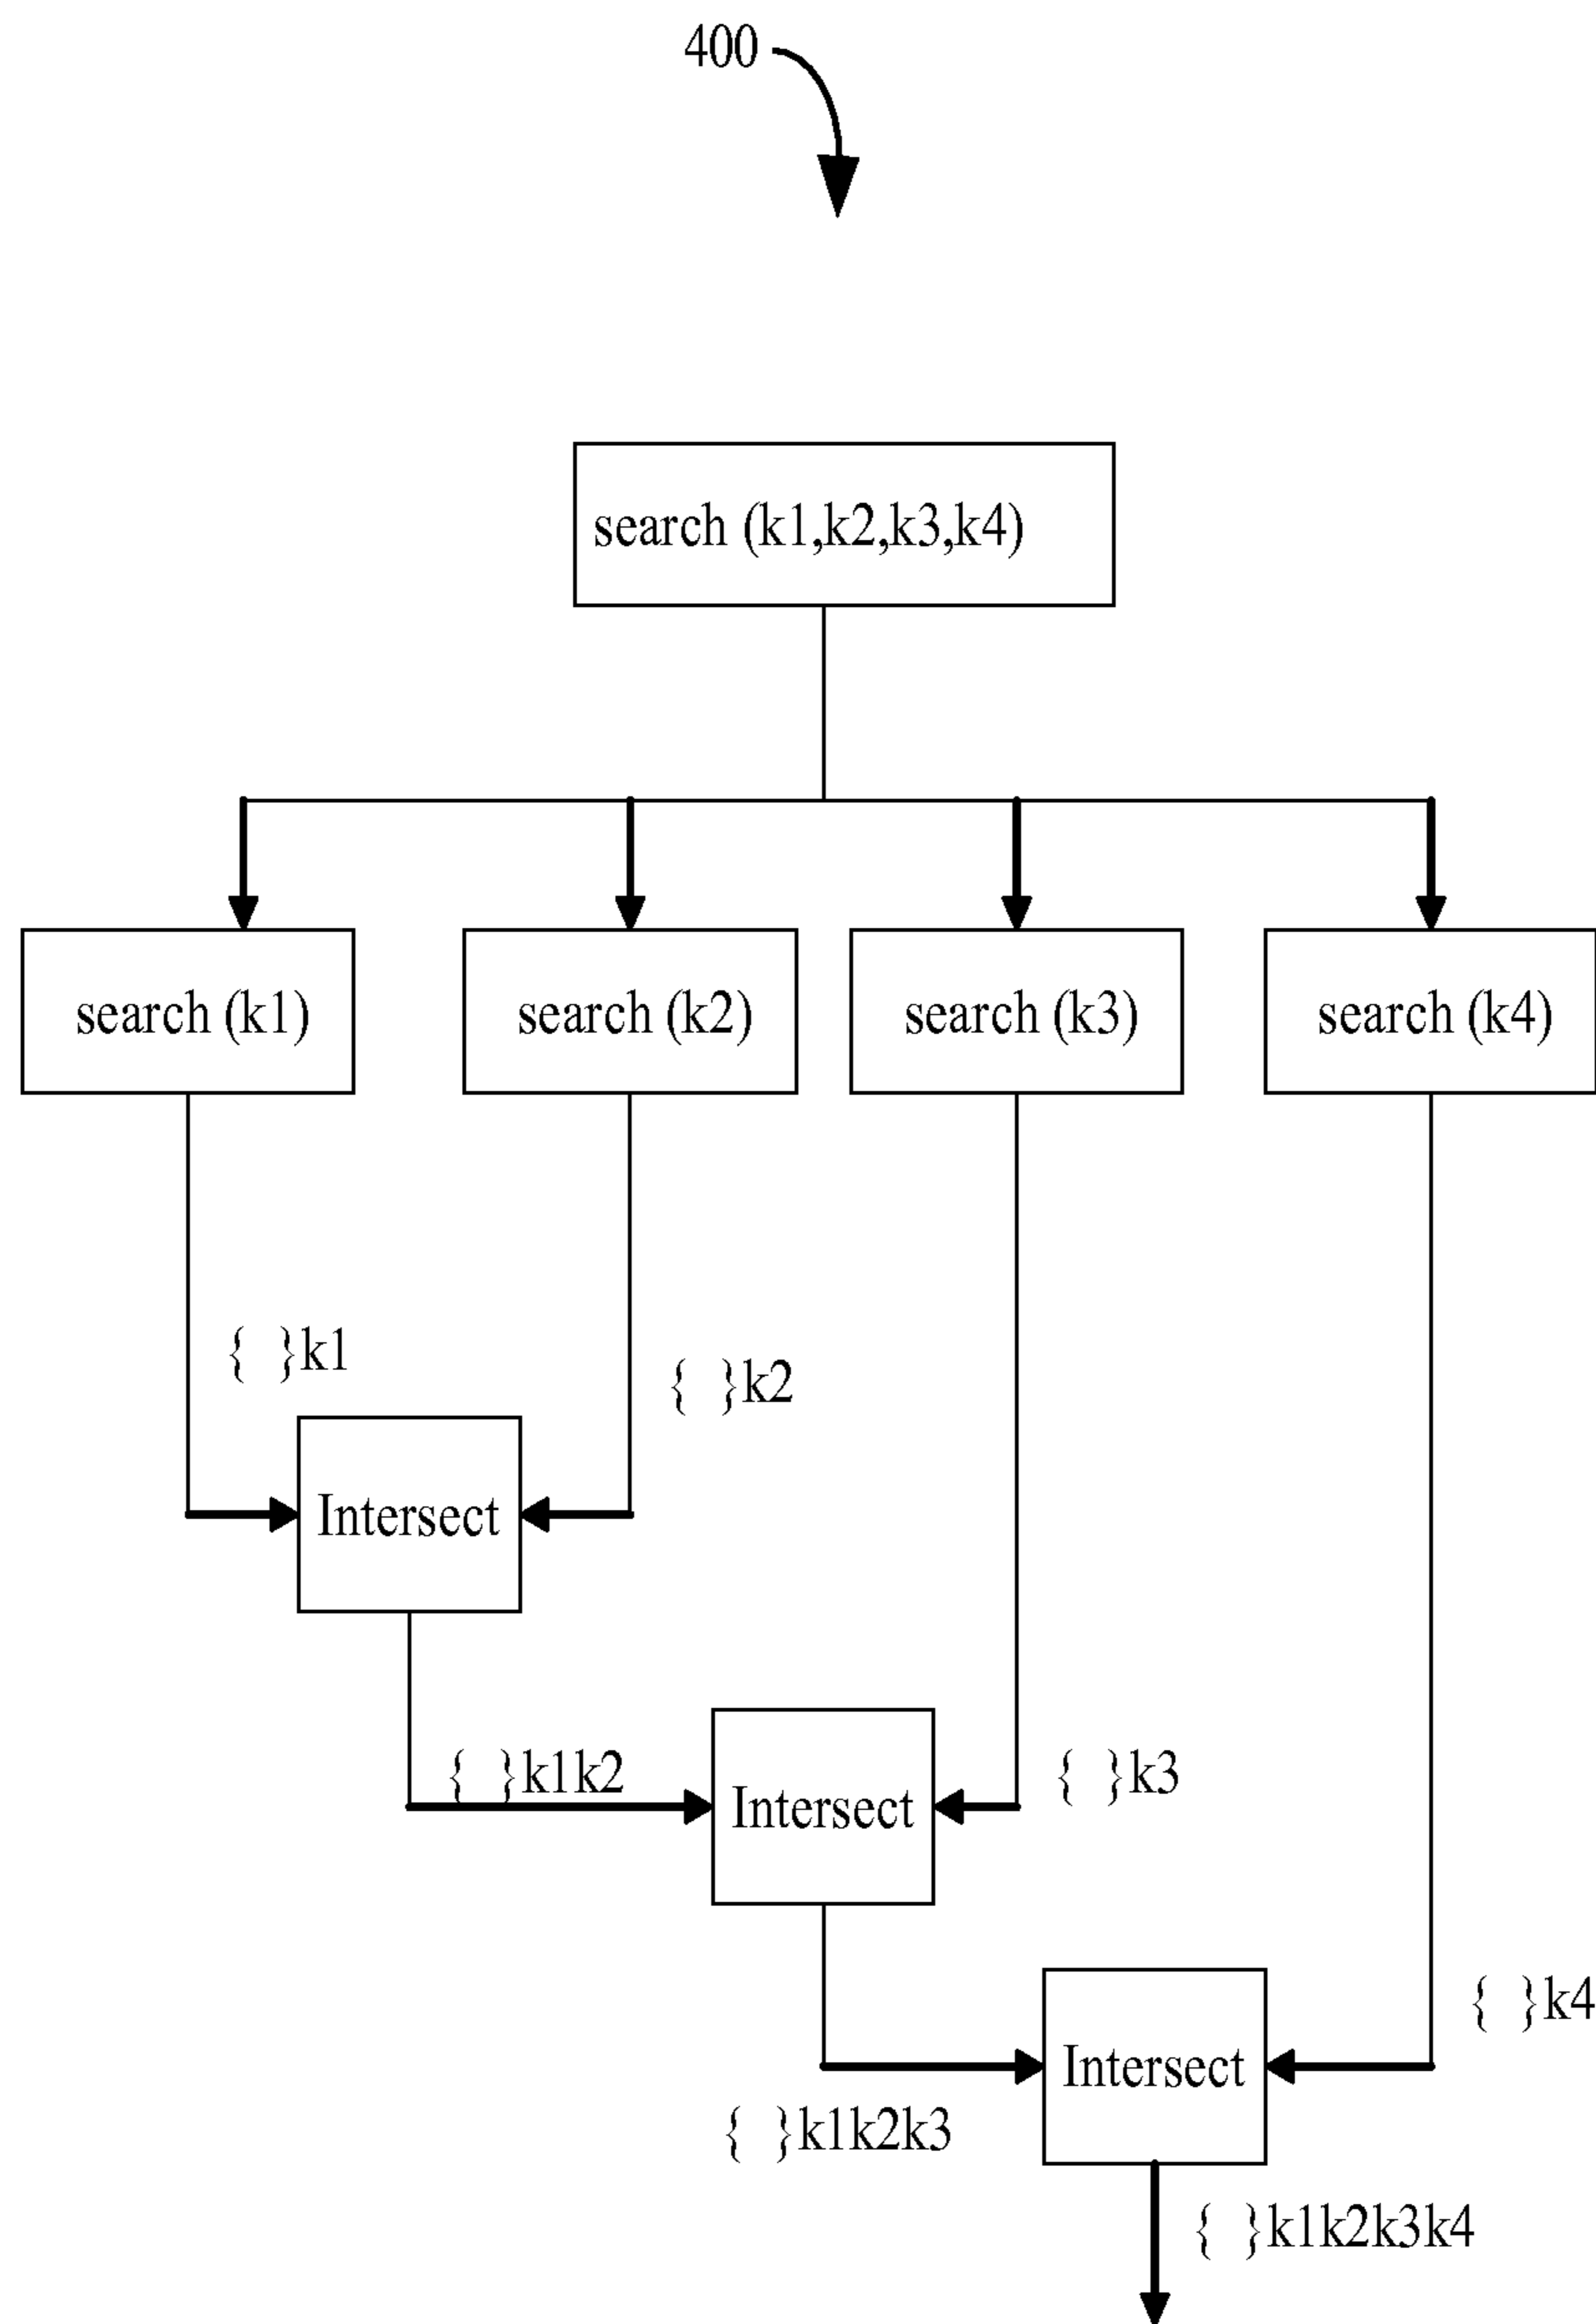 400
search (k1,k2,k3,k4)
search (k1)
search (k2)
search (k3)
search (k4)
{ }k1
{ }k2
Intersect
{ }k1k2
Intersect
{ }k3
{ }k4
Intersect
{ }k1k2k3
{ }k1k2k3k4